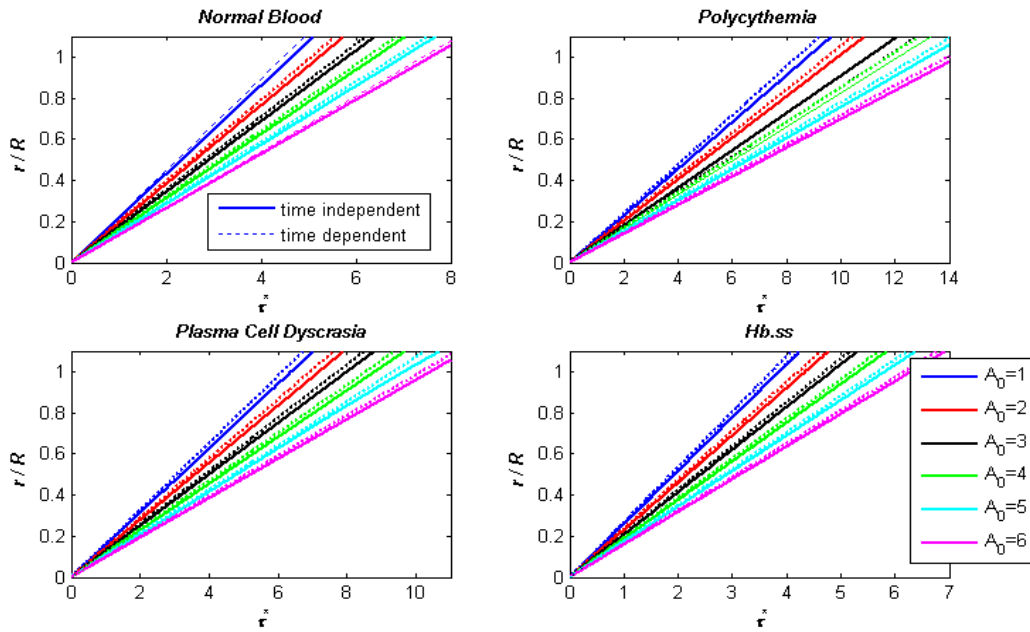 Normal Blood
1
0.8
0.6
0.4
0.2
0
r / R
0 2 4 6 8
τ*
time independent
time dependent
Polycythemia
1
0.8
0.6
0.4
0.2
0
r / R
0 2 4 6 8 10 12 14
τ*
Plasma Cell Dyscrasia
1
0.8
0.6
0.4
0.2
0
r / R
0 2 4 6 8 10
τ*
Hb.ss
1
0.8
0.6
0.4
0.2
0
r / R
0 1 2 3 4 5 6 7
τ*
A0=1
A0=2
A0=3
A0=4
A0=5
A0=6